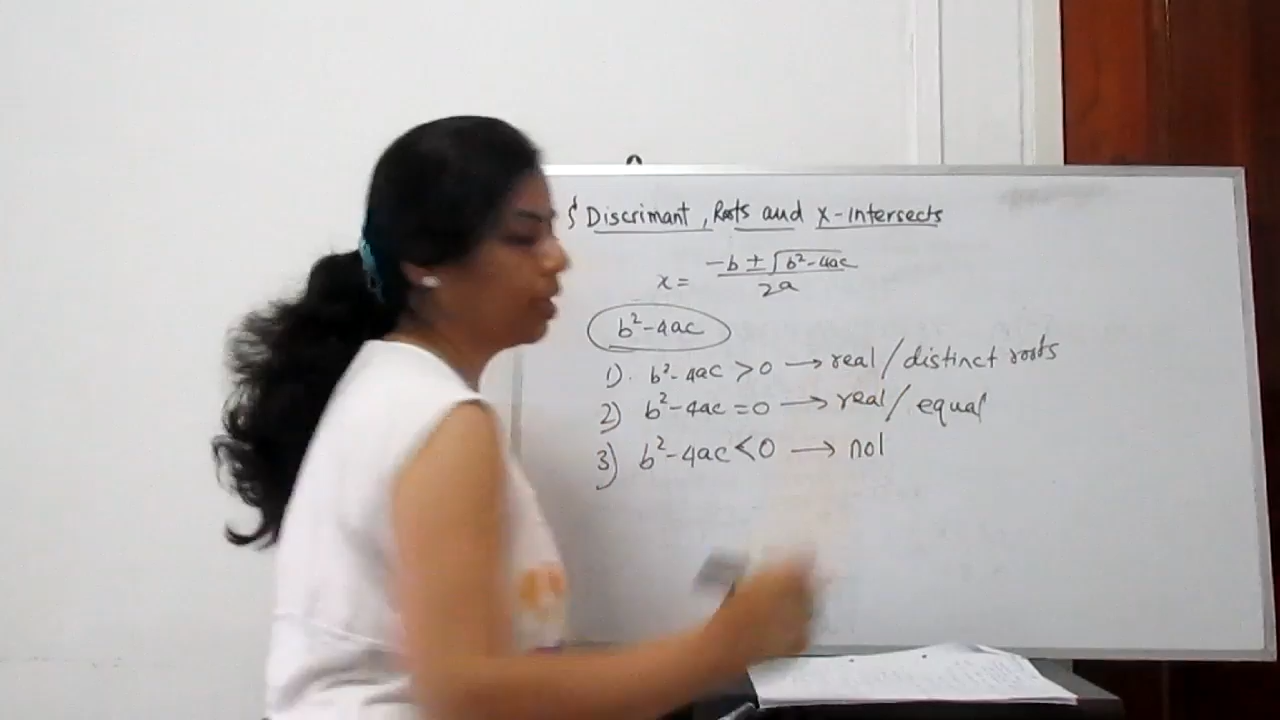 § Discrimant, Roots and X-Intersects
x = -b ± √b²-4ac / 2a
b²-4ac
1). b²-4ac > 0 → real / distinct roots
2) b²-4ac = 0 → real / equal
3) b²-4ac < 0 → nol